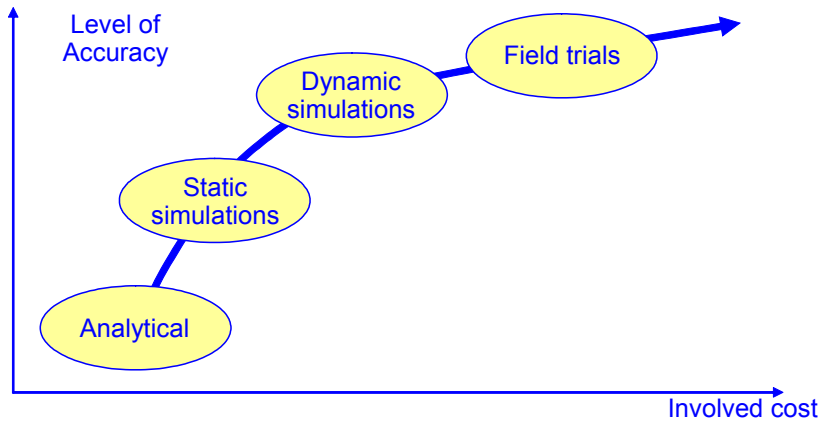 Level of
Accuracy
Field trials
Dynamic
simulations
Static
simulations
Analytical
Involved cost